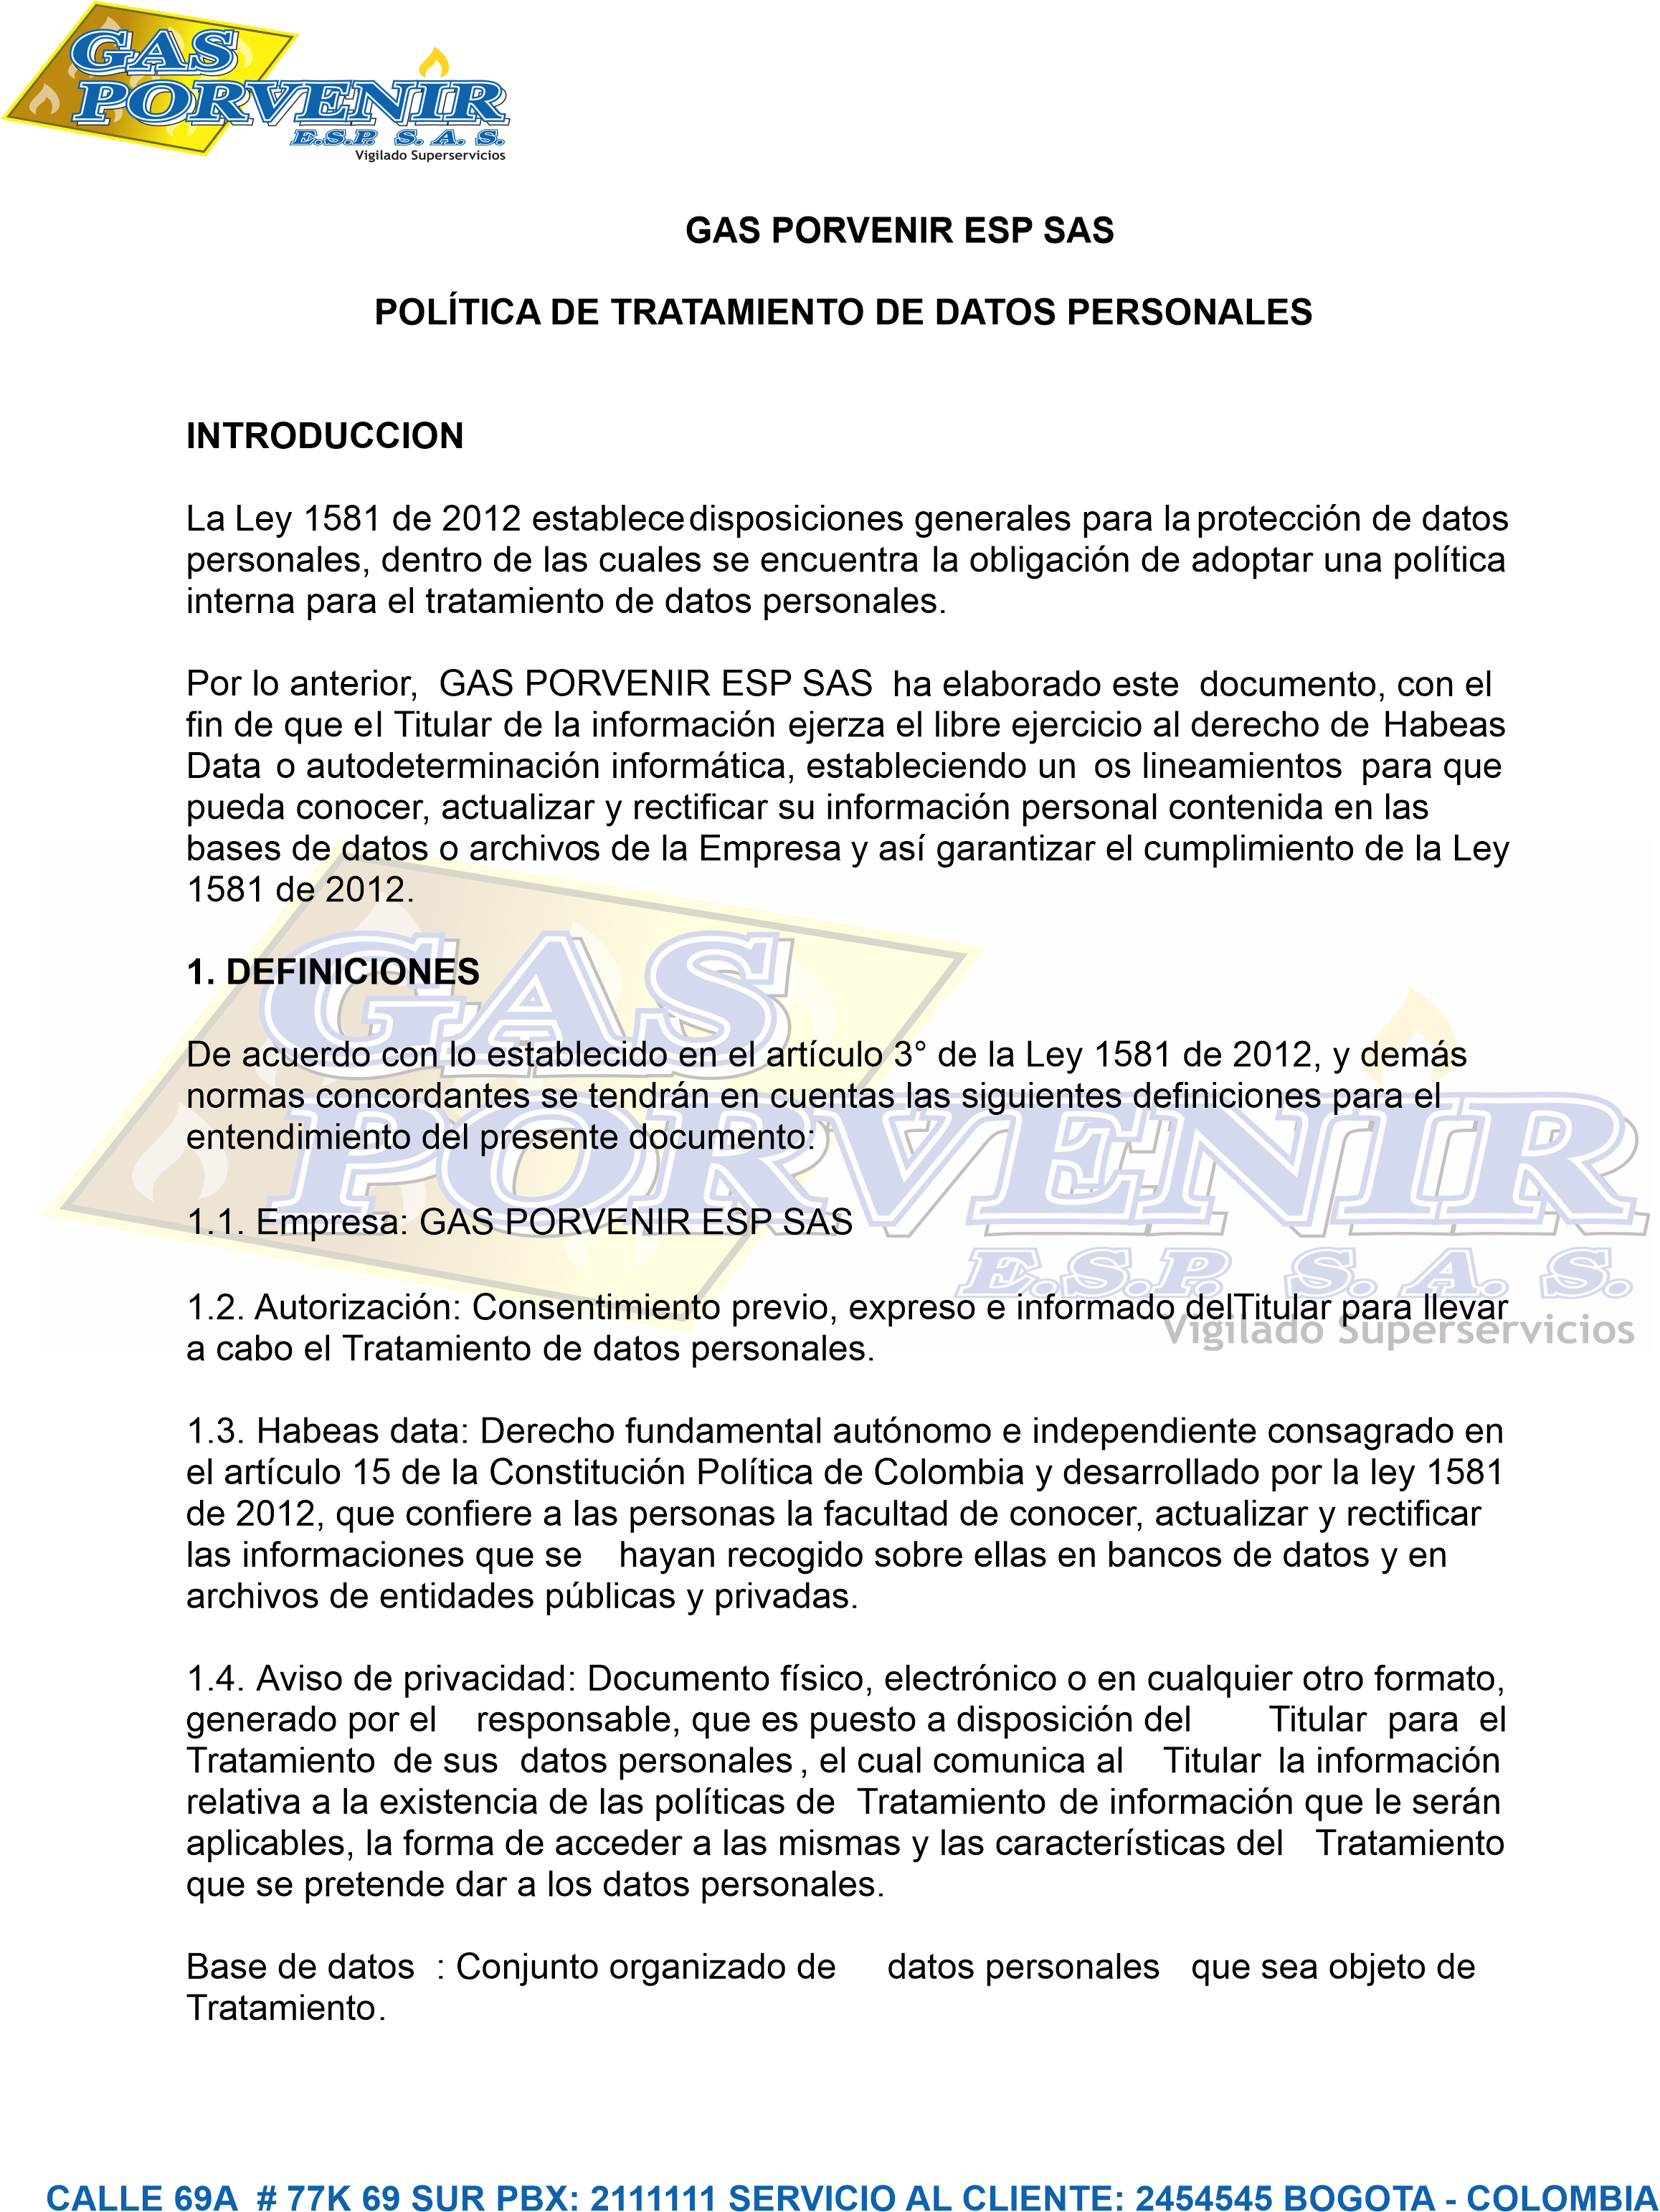 GAS
PORVENIR
E.S.P. S. A. S.
Vigilado Superservicios
GAS PORVENIR ESP SAS
POLÍTICA DE TRATAMIENTO DE DATOS PERSONALES
INTRODUCCION
La Ley 1581 de 2012 establece disposiciones generales para la protección de datos
personales, dentro de las cuales se encuentra la obligación de adoptar una política
interna para el tratamiento de datos personales.
Por lo anterior, GAS PORVENIR ESP SAS ha elaborado este documento, con el
fin de que el Titular de la información ejerza el libre ejercicio al derecho de Habeas
Data o autodeterminación informática, estableciendo un os lineamientos para que
pueda conocer, actualizar y rectificar su información personal contenida en las
bases de datos o archivos de la Empresa y así garantizar el cumplimiento de la Ley
1581 de 2012.
1. DEFINICIONES
De acuerdo con lo establecido en el artículo 3° de la Ley 1581 de 2012, y demás
normas concordantes se tendrán en cuentas las siguientes definiciones para el
entendimiento del presente documento:
1.1. Empresa: GAS PORVENIR ESP SAS
1.2. Autorización: Consentimiento previo, expreso e informado delTitular para llevar
a cabo el Tratamiento de datos personales.
1.3. Habeas data: Derecho fundamental autónomo e independiente consagrado en
el artículo 15 de la Constitución Política de Colombia y desarrollado por la ley 1581
de 2012, que confiere a las personas la facultad de conocer, actualizar y rectificar
las informaciones que se hayan recogido sobre ellas en bancos de datos y en
archivos de entidades públicas y privadas.
1.4. Aviso de privacidad: Documento físico, electrónico o en cualquier otro formato,
generado por el responsable, que es puesto a disposición del Titular para el
Tratamiento de sus datos personales , el cual comunica al Titular la información
relativa a la existencia de las políticas de Tratamiento de información que le serán
aplicables, la forma de acceder a las mismas y las características del Tratamiento
que se pretende dar a los datos personales.
Base de datos : Conjunto organizado de datos personales que sea objeto de
Tratamiento.
GAS
PORVENIR
E.S.P. S. A. S.
Vigilado Superservicios
CALLE 69A # 77K 69 SUR PBX: 2111111 SERVICIO AL CLIENTE: 2454545 BOGOTA - COLOMBIA